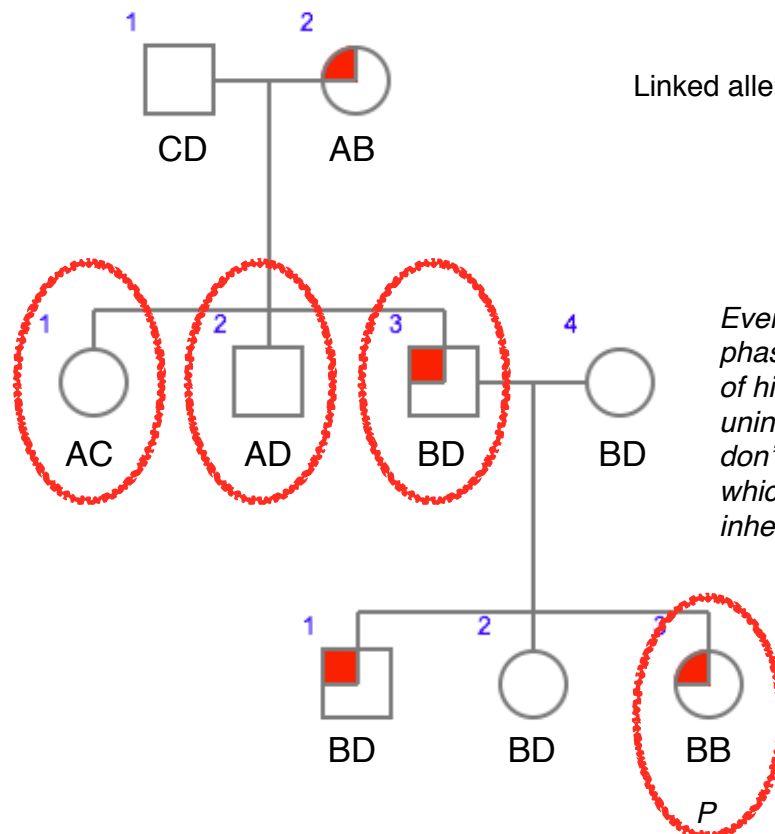 1 2
Linked alle
CD AB
1 2 3 4
AC AD BD BD
Even
phas
of hi
unin
don'
whic
inhe
1 2 3
BD BD BB
P